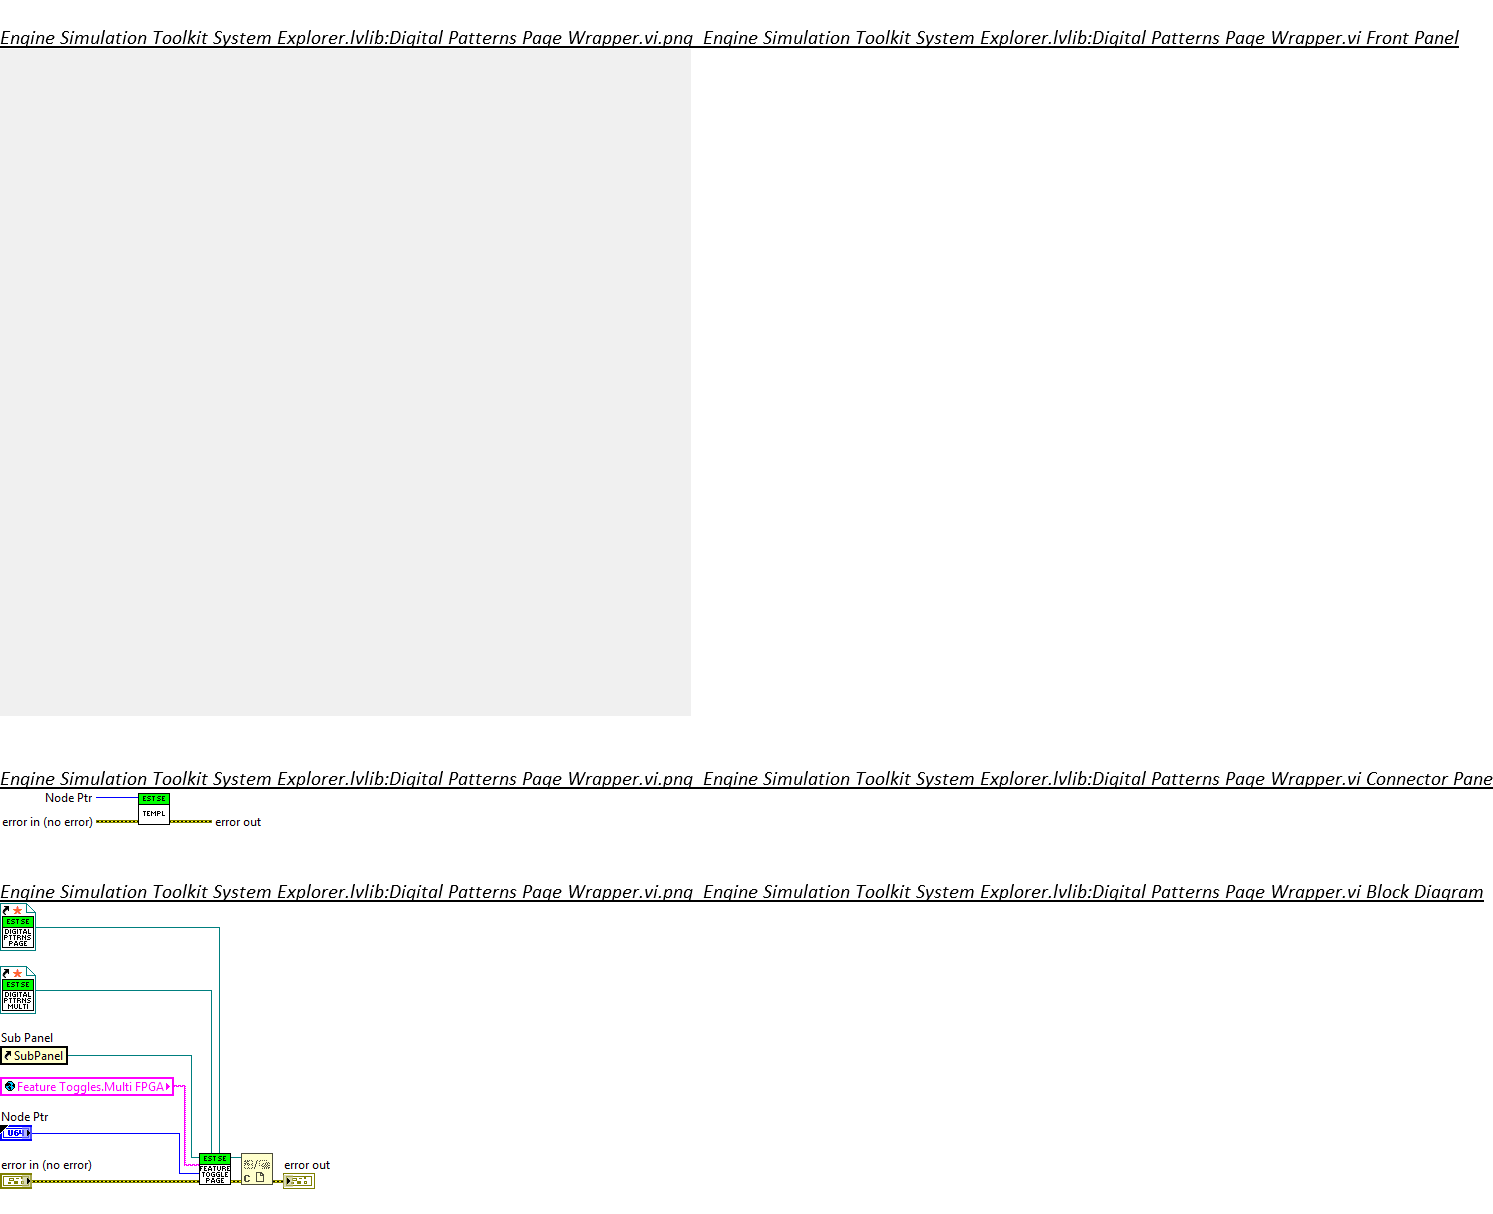 Engine Simulation Toolkit System Explorer.lvlib:Digital Patterns Page Wrapper.vi.png Engine Simulation Toolkit System Explorer.lvlib:Digital Patterns Page Wrapper.vi Front Panel
Engine Simulation Toolkit System Explorer.lvlib:Digital Patterns Page Wrapper.vi.png Engine Simulation Toolkit System Explorer.lvlib:Digital Patterns Page Wrapper.vi Connector Pane
Node Ptr
EST SE
TEMPL
error in (no error)
error out
Engine Simulation Toolkit System Explorer.lvlib:Digital Patterns Page Wrapper.vi.png Engine Simulation Toolkit System Explorer.lvlib:Digital Patterns Page Wrapper.vi Block Diagram
EST SE
DIGITAL
PTTRNS
PAGE
EST SE
DIGITAL
PTTRNS
MULTI
Sub Panel
SubPanel
Feature Toggles.Multi FPGA
Node Ptr
U64
error in (no error)
EST SE
FEATURE
TOGGLE
PAGE
C
error out